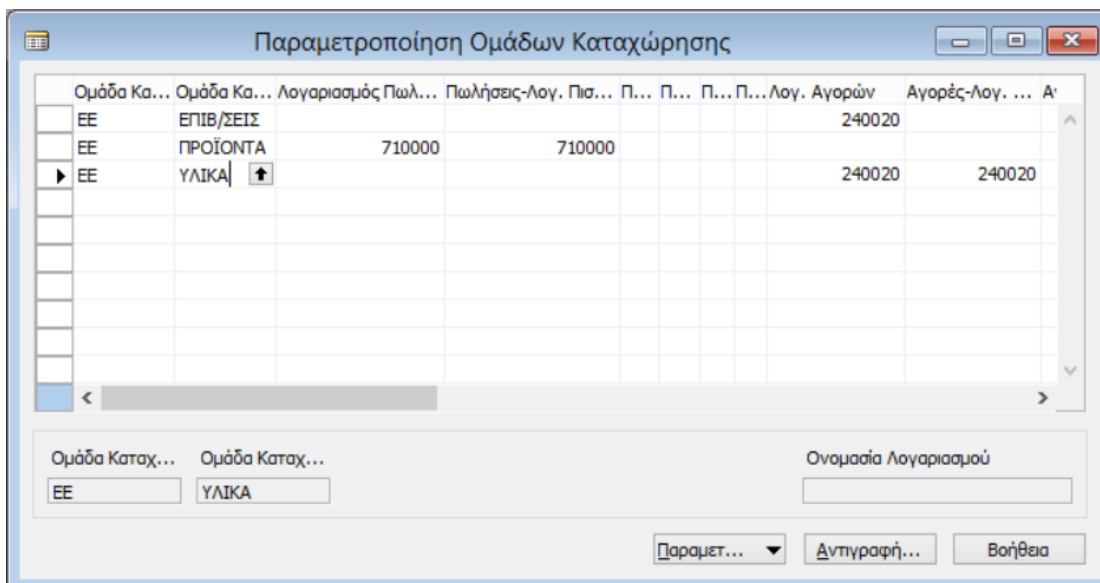 Παραμετροποίηση Ομάδων Καταχώρησης
Ομάδα Κα... Ομάδα Κα... Λογαριασμός Πωλ... Πωλήσεις-Λογ. Πισ... Π... Π... Π... Π... Λογ. Αγορών Αγορές-Λογ. ... Α
ΕΕ ΕΠΙΒ/ΣΕΙΣ 240020
ΕΕ ΠΡΟΪΟΝΤΑ 710000 710000
ΕΕ ΥΛΙΚΑ 240020 240020
Ομάδα Καταχ... Ομάδα Καταχ... Ονομασία Λογαριασμού
ΕΕ ΥΛΙΚΑ
Παραμετ... Αντιγραφή... Βοήθεια